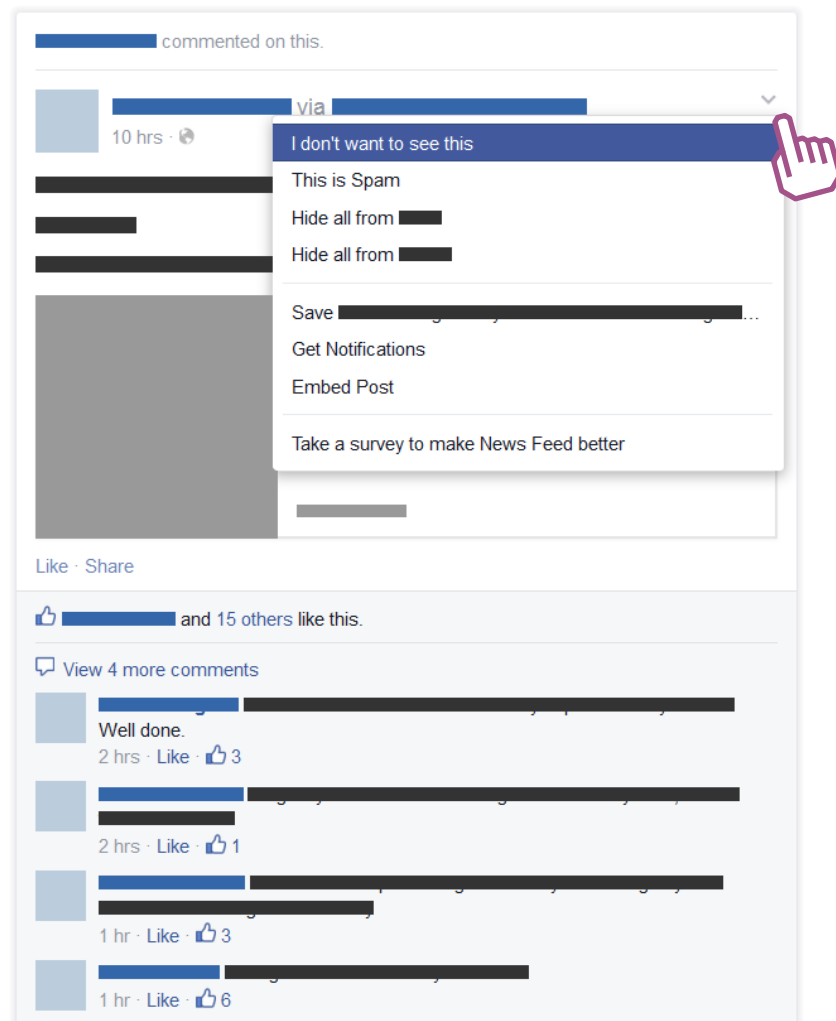 commented on this.
via
10 hrs ·
I don't want to see this
This is Spam
Hide all from
Hide all from
Save ...
Get Notifications
Embed Post
Take a survey to make News Feed better
Like · Share
and 15 others like this.
View 4 more comments
Well done.
2 hrs · Like · 3
2 hrs · Like · 1
1 hr · Like · 3
1 hr · Like · 6